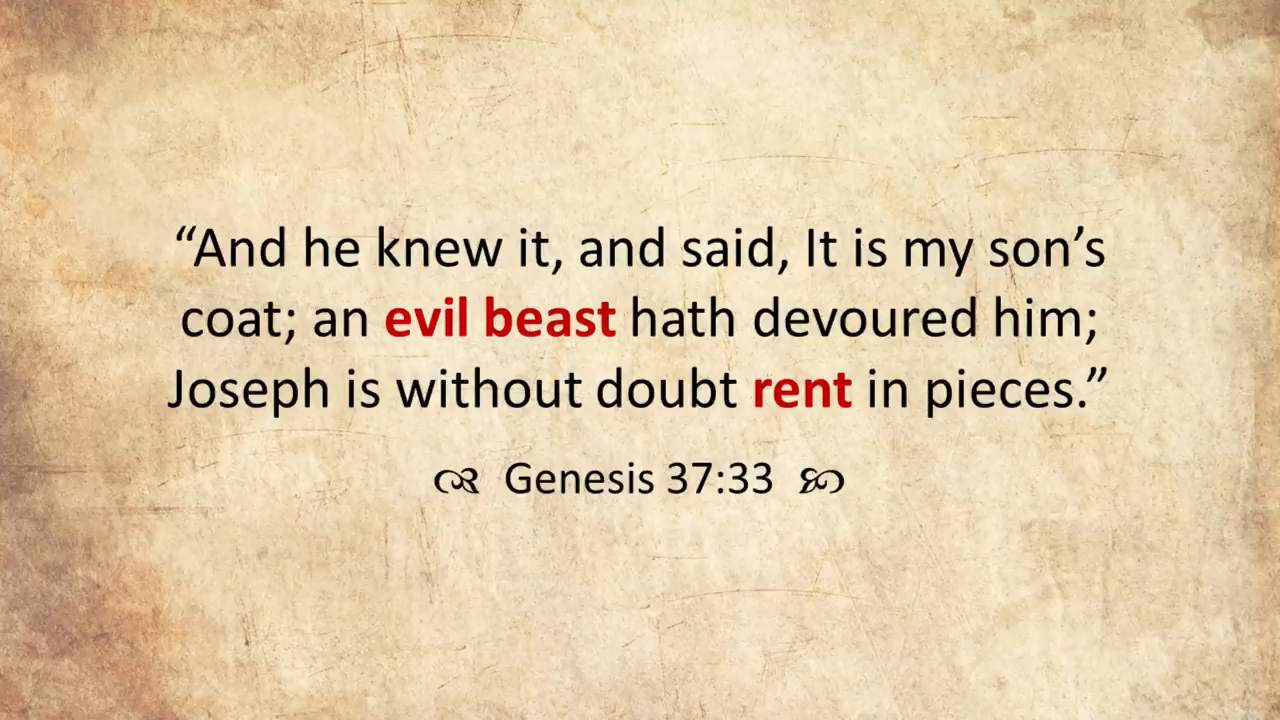 “And he knew it, and said, It is my son’s
coat; an evil beast hath devoured him;
Joseph is without doubt rent in pieces.”
Genesis 37:33